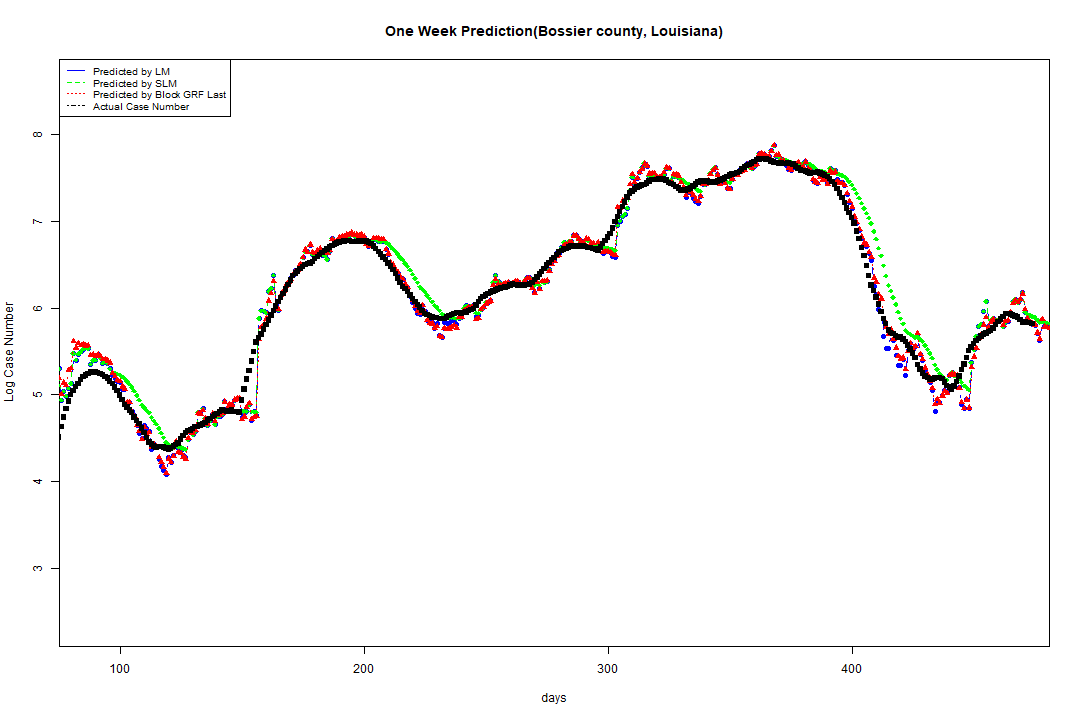 One Week Prediction(Bossier county, Louisiana)
Predicted by LM
Predicted by SLM
Predicted by Block GRF Last
Actual Case Number
Log Case Number
8
7
6
5
4
3
100 200 300 400
days